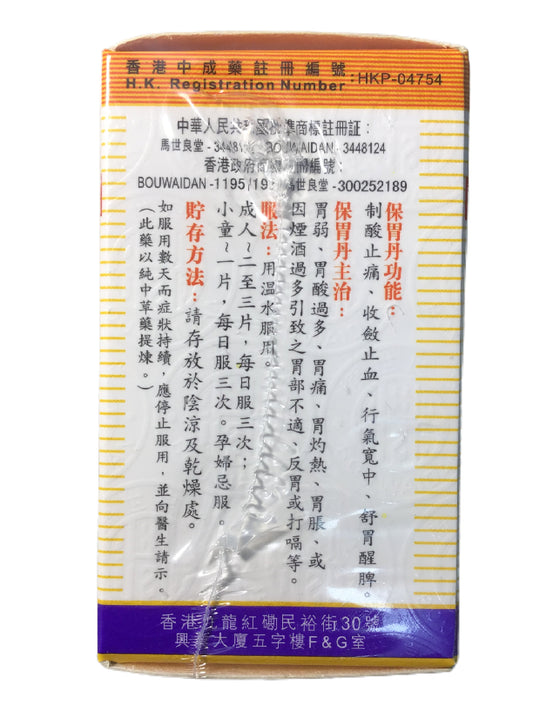 香港中成藥註冊編號:HKP-04754
H.K. Registration Number
中華人民共和國批準商標註冊証:
馬世良堂-34481 BOUWAIDAN-3448124
香港政府 冊編號:
BOUWAIDAN-1195/19 馬世良堂-300252189
保胃丹功能:
制酸止痛、收斂止血、行氣寬中、舒胃醒脾。
保胃丹主治:
胃弱、胃酸過多、胃痛、胃灼熱、胃脹、或
因煙酒過多引致之胃部不適、反胃或打嗝等。
服法:用溫水服用。
成人~二至三片,每日服三次;
小童~一片,每日服三次。孕婦忌服。
貯存方法:請存放於陰涼及乾燥處。
如服用數天而症狀持續,應停止服用,並向醫生請示。
(此藥以純中草藥提煉。)
香港九龍紅磡民裕街30號
興業大廈五字樓F&G室